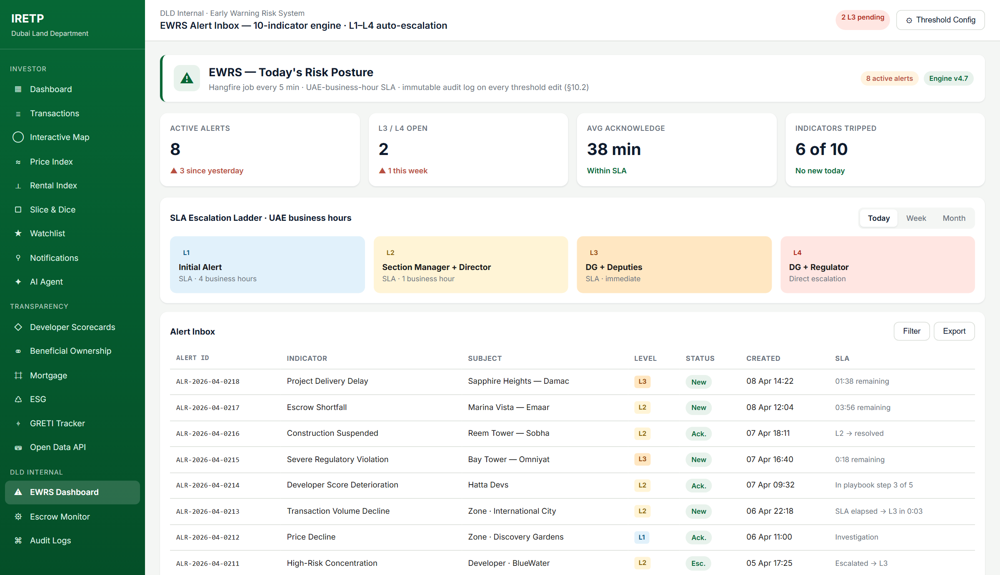 IRETP
Dubai Land Department
INVESTOR
Dashboard
Transactions
Interactive Map
Price Index
Rental Index
Slice & Dice
Watchlist
Notifications
AI Agent
TRANSPARENCY
Developer Scorecards
Beneficial Ownership
Mortgage
ESG
GRETI Tracker
Open Data API
DLD INTERNAL
EWRS Dashboard
Escrow Monitor
Audit Logs
DLD Internal · Early Warning Risk System
EWRS Alert Inbox — 10-indicator engine · L1–L4 auto-escalation
2 L3 pending
Threshold Config
EWRS — Today's Risk Posture
Hangfire job every 5 min · UAE-business-hour SLA · immutable audit log on every threshold edit (§10.2)
8 active alerts
Engine v4.7
ACTIVE ALERTS
8
▲ 3 since yesterday
L3 / L4 OPEN
2
▲ 1 this week
AVG ACKNOWLEDGE
38 min
Within SLA
INDICATORS TRIPPED
6 of 10
No new today
SLA Escalation Ladder · UAE business hours
Today Week Month
L1
Initial Alert
SLA · 4 business hours
L2
Section Manager + Director
SLA · 1 business hour
L3
DG + Deputies
SLA · immediate
L4
DG + Regulator
Direct escalation
Alert Inbox
Filter Export
ALERT ID INDICATOR SUBJECT LEVEL STATUS CREATED SLA
ALR-2026-04-0218 Project Delivery Delay Sapphire Heights — Damac L3 New 08 Apr 14:22 01:38 remaining
ALR-2026-04-0217 Escrow Shortfall Marina Vista — Emaar L2 New 08 Apr 12:04 03:56 remaining
ALR-2026-04-0216 Construction Suspended Reem Tower — Sobha L2 Ack. 07 Apr 18:11 L2 → resolved
ALR-2026-04-0215 Severe Regulatory Violation Bay Tower — Omniyat L3 New 07 Apr 16:40 0:18 remaining
ALR-2026-04-0214 Developer Score Deterioration Hatta Devs L2 Ack. 07 Apr 09:32 In playbook step 3 of 5
ALR-2026-04-0213 Transaction Volume Decline Zone · International City L2 New 06 Apr 22:18 SLA elapsed → L3 in 0:03
ALR-2026-04-0212 Price Decline Zone · Discovery Gardens L1 Ack. 06 Apr 11:00 Investigation
ALR-2026-04-0211 High-Risk Concentration Developer · BlueWater L2 Esc. 05 Apr 17:25 Escalated → L3